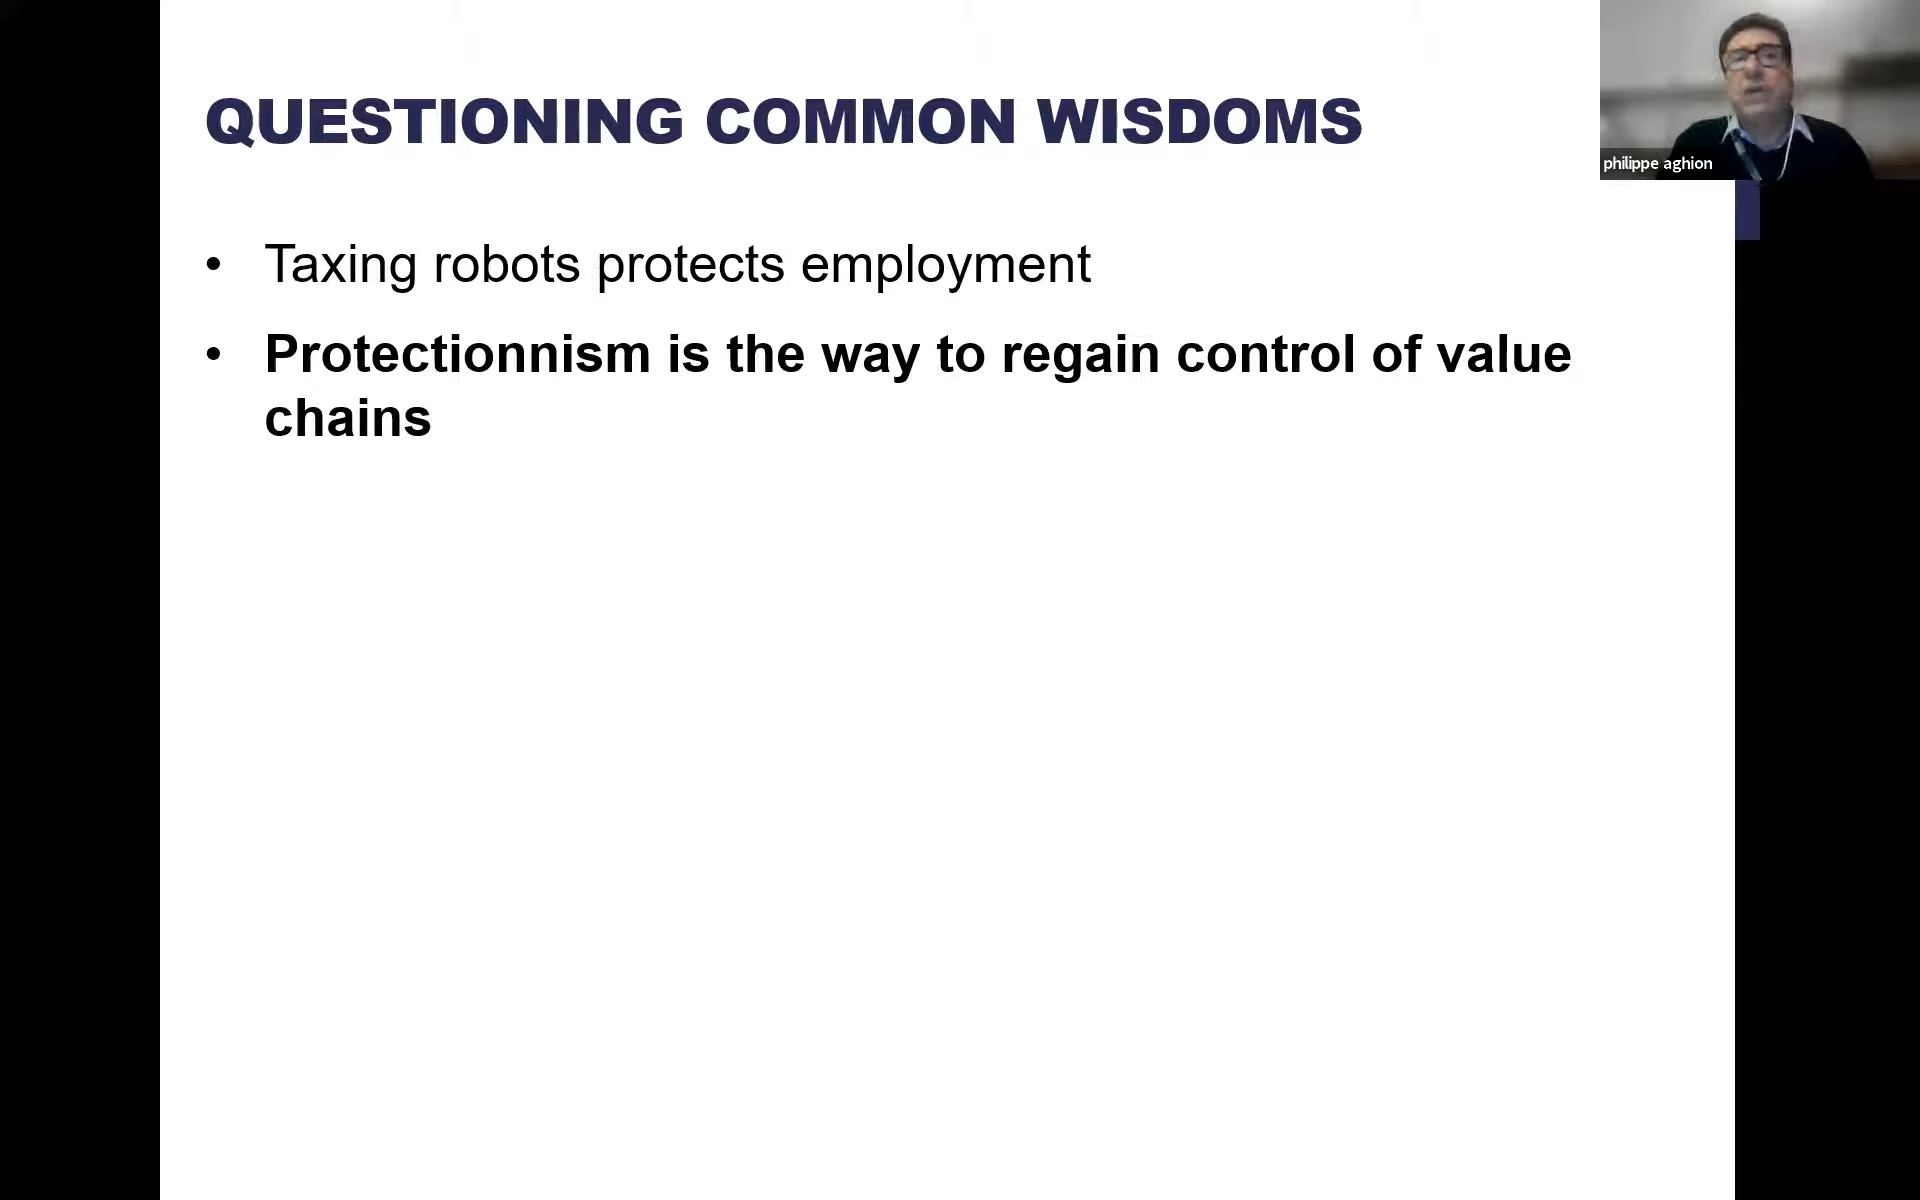 QUESTIONING COMMON WISDOMS
philippe aghion
• Taxing robots protects employment
• Protectionnism is the way to regain control of value
chains